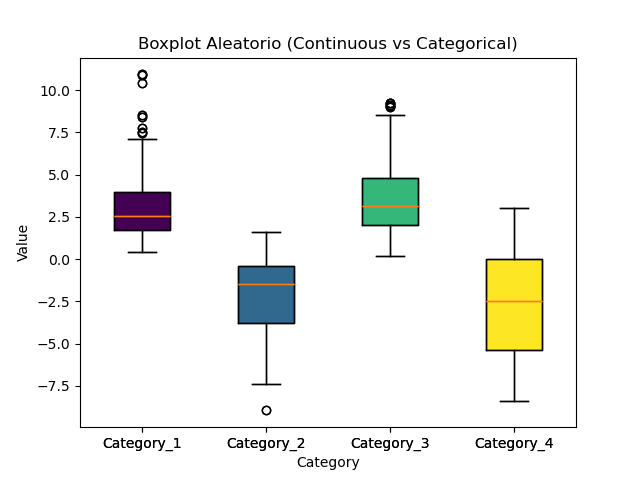 Boxplot Aleatorio (Continuous vs Categorical)
10.0
7.5
5.0
2.5
0.0
−2.5
−5.0
−7.5
Value
Category_1 Category_2 Category_3 Category_4
Category